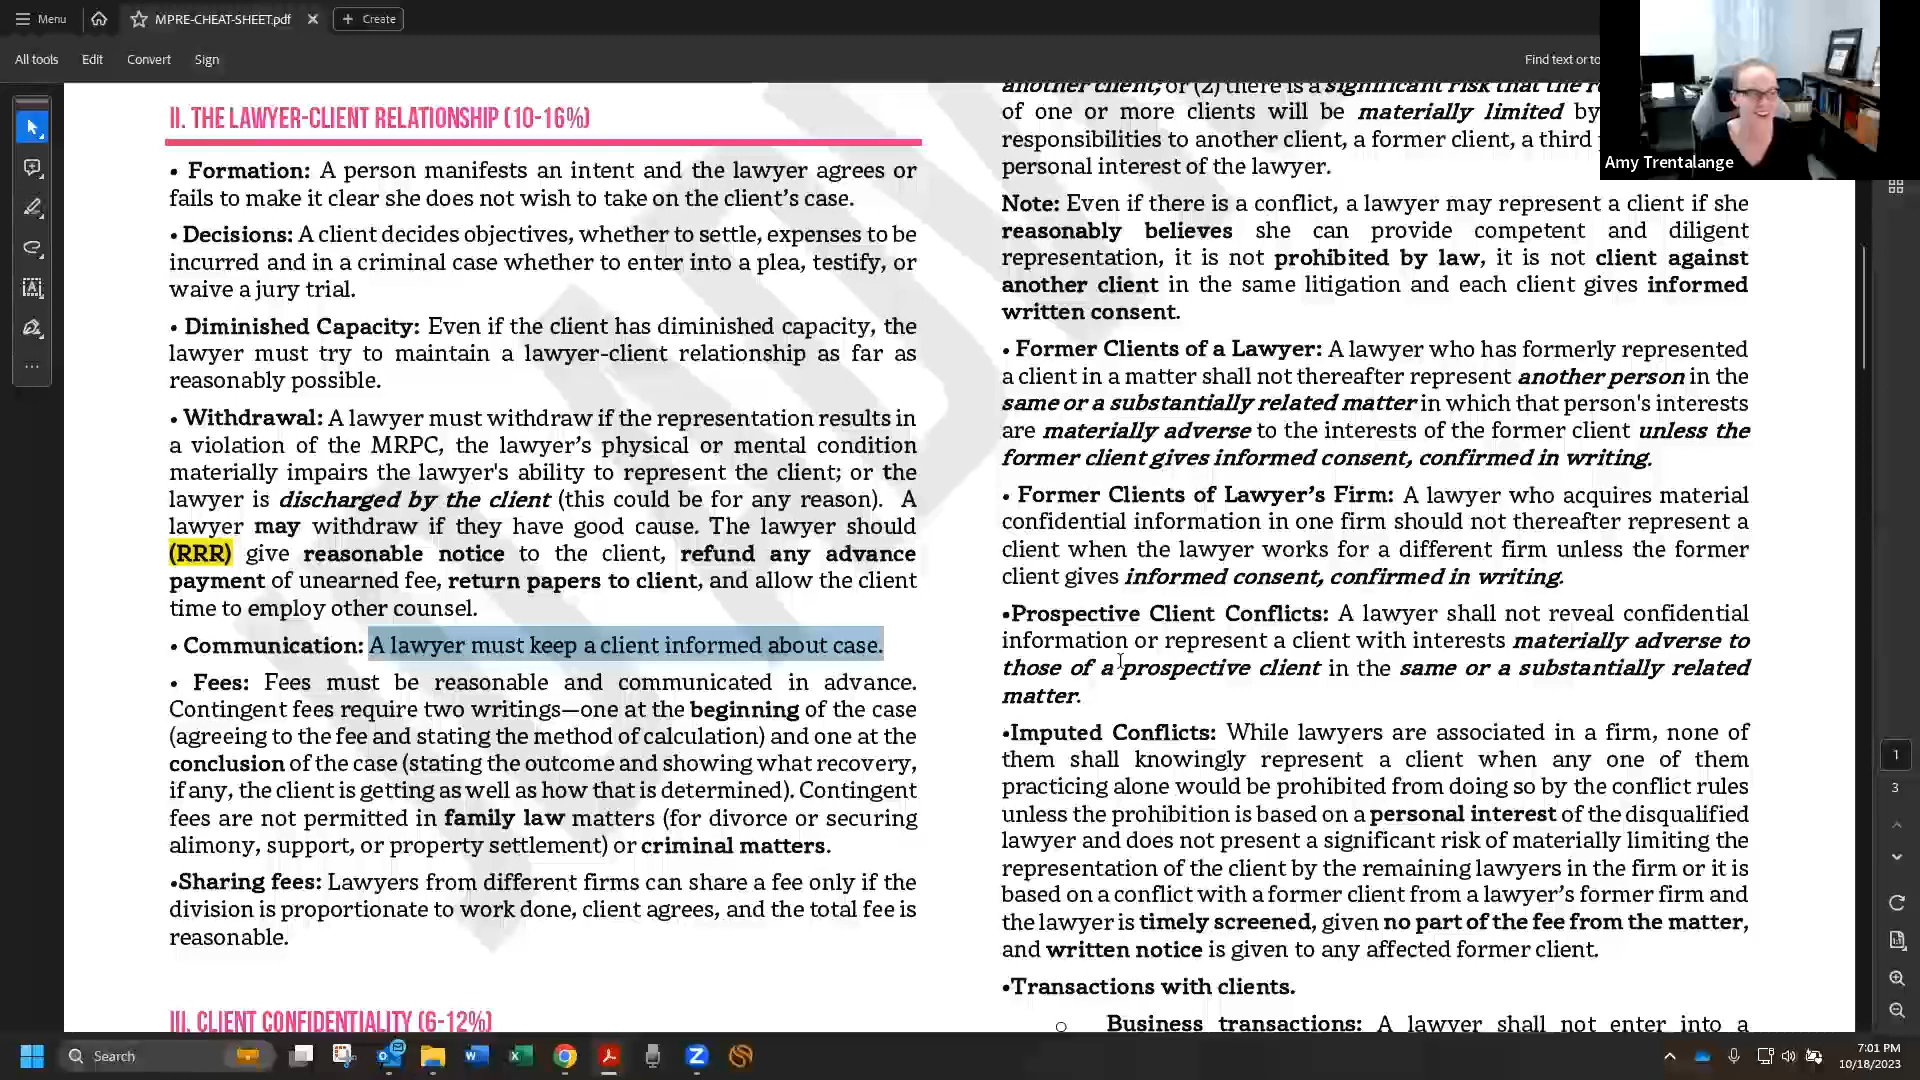 Menu
MPRE-CHEAT-SHEET.pdf
Create
All tools
Edit
Convert
Sign
Find text or to
Amy Trentalange
II. THE LAWYER-CLIENT RELATIONSHIP (10-16%)
• Formation: A person manifests an intent and the lawyer agrees or
fails to make it clear she does not wish to take on the client's case.
• Decisions: A client decides objectives, whether to settle, expenses to be
incurred and in a criminal case whether to enter into a plea, testify, or
waive a jury trial.
• Diminished Capacity: Even if the client has diminished capacity, the
lawyer must try to maintain a lawyer-client relationship as far as
reasonably possible.
• Withdrawal: A lawyer must withdraw if the representation results in
a violation of the MRPC, the lawyer's physical or mental condition
materially impairs the lawyer's ability to represent the client; or the
lawyer is discharged by the client (this could be for any reason). A
lawyer may withdraw if they have good cause. The lawyer should
(RRR) give reasonable notice to the client, refund any advance
payment of unearned fee, return papers to client, and allow the client
time to employ other counsel.
• Communication: A lawyer must keep a client informed about case.
• Fees: Fees must be reasonable and communicated in advance.
Contingent fees require two writings—one at the beginning of the case
(agreeing to the fee and stating the method of calculation) and one at the
conclusion of the case (stating the outcome and showing what recovery,
if any, the client is getting as well as how that is determined). Contingent
fees are not permitted in family law matters (for divorce or securing
alimony, support, or property settlement) or criminal matters.
•Sharing fees: Lawyers from different firms can share a fee only if the
division is proportionate to work done, client agrees, and the total fee is
reasonable.
III. CLIENT CONFIDENTIALITY (6-12%)
another client; or (2) there is a significant risk that the r
of one or more clients will be materially limited by
responsibilities to another client, a former client, a third
personal interest of the lawyer.
Note: Even if there is a conflict, a lawyer may represent a client if she
reasonably believes she can provide competent and diligent
representation, it is not prohibited by law, it is not client against
another client in the same litigation and each client gives informed
written consent.
• Former Clients of a Lawyer: A lawyer who has formerly represented
a client in a matter shall not thereafter represent another person in the
same or a substantially related matter in which that person's interests
are materially adverse to the interests of the former client unless the
former client gives informed consent, confirmed in writing.
• Former Clients of Lawyer's Firm: A lawyer who acquires material
confidential information in one firm should not thereafter represent a
client when the lawyer works for a different firm unless the former
client gives informed consent, confirmed in writing.
•Prospective Client Conflicts: A lawyer shall not reveal confidential
information or represent a client with interests materially adverse to
those of a prospective client in the same or a substantially related
matter.
•Imputed Conflicts: While lawyers are associated in a firm, none of
them shall knowingly represent a client when any one of them
practicing alone would be prohibited from doing so by the conflict rules
unless the prohibition is based on a personal interest of the disqualified
lawyer and does not present a significant risk of materially limiting the
representation of the client by the remaining lawyers in the firm or it is
based on a conflict with a former client from a lawyer's former firm and
the lawyer is timely screened, given no part of the fee from the matter,
and written notice is given to any affected former client.
•Transactions with clients.
o Business transactions: A lawyer shall not enter into a
1
3
Search
7:01 PM
10/18/2023